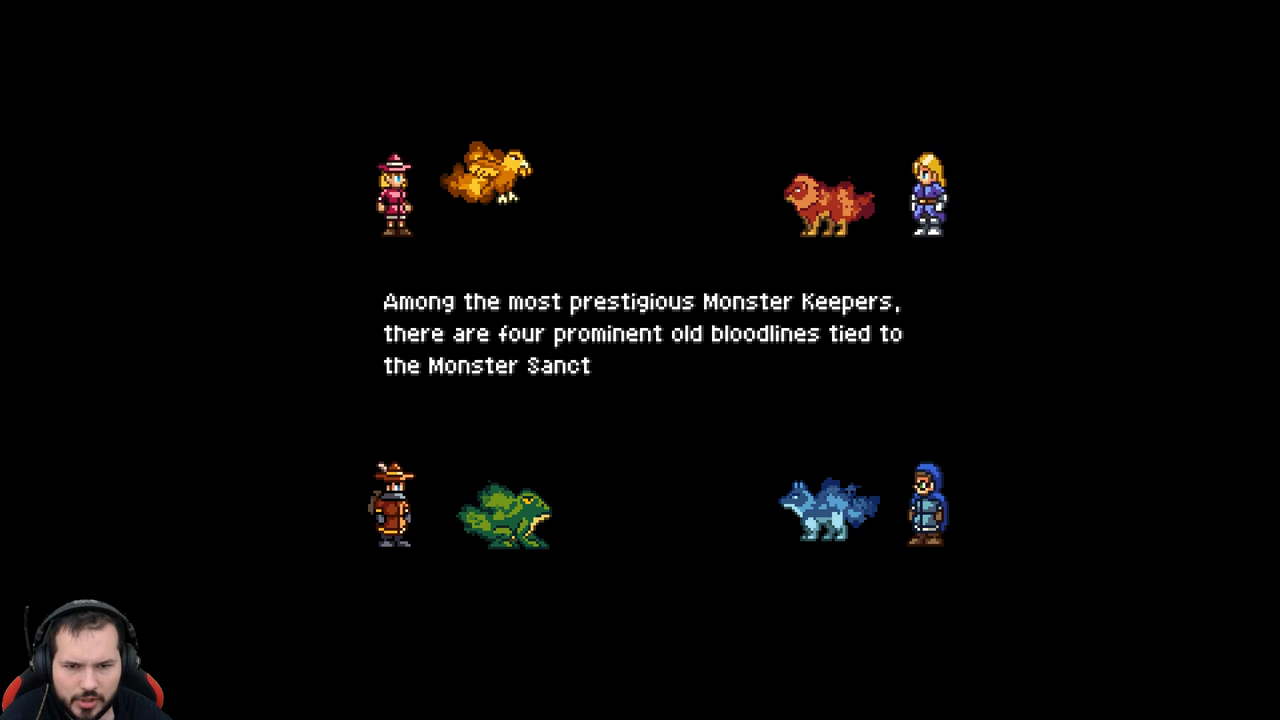 Among the most prestigious Monster Keepers,
there are four prominent old bloodlines tied to
the Monster Sanct